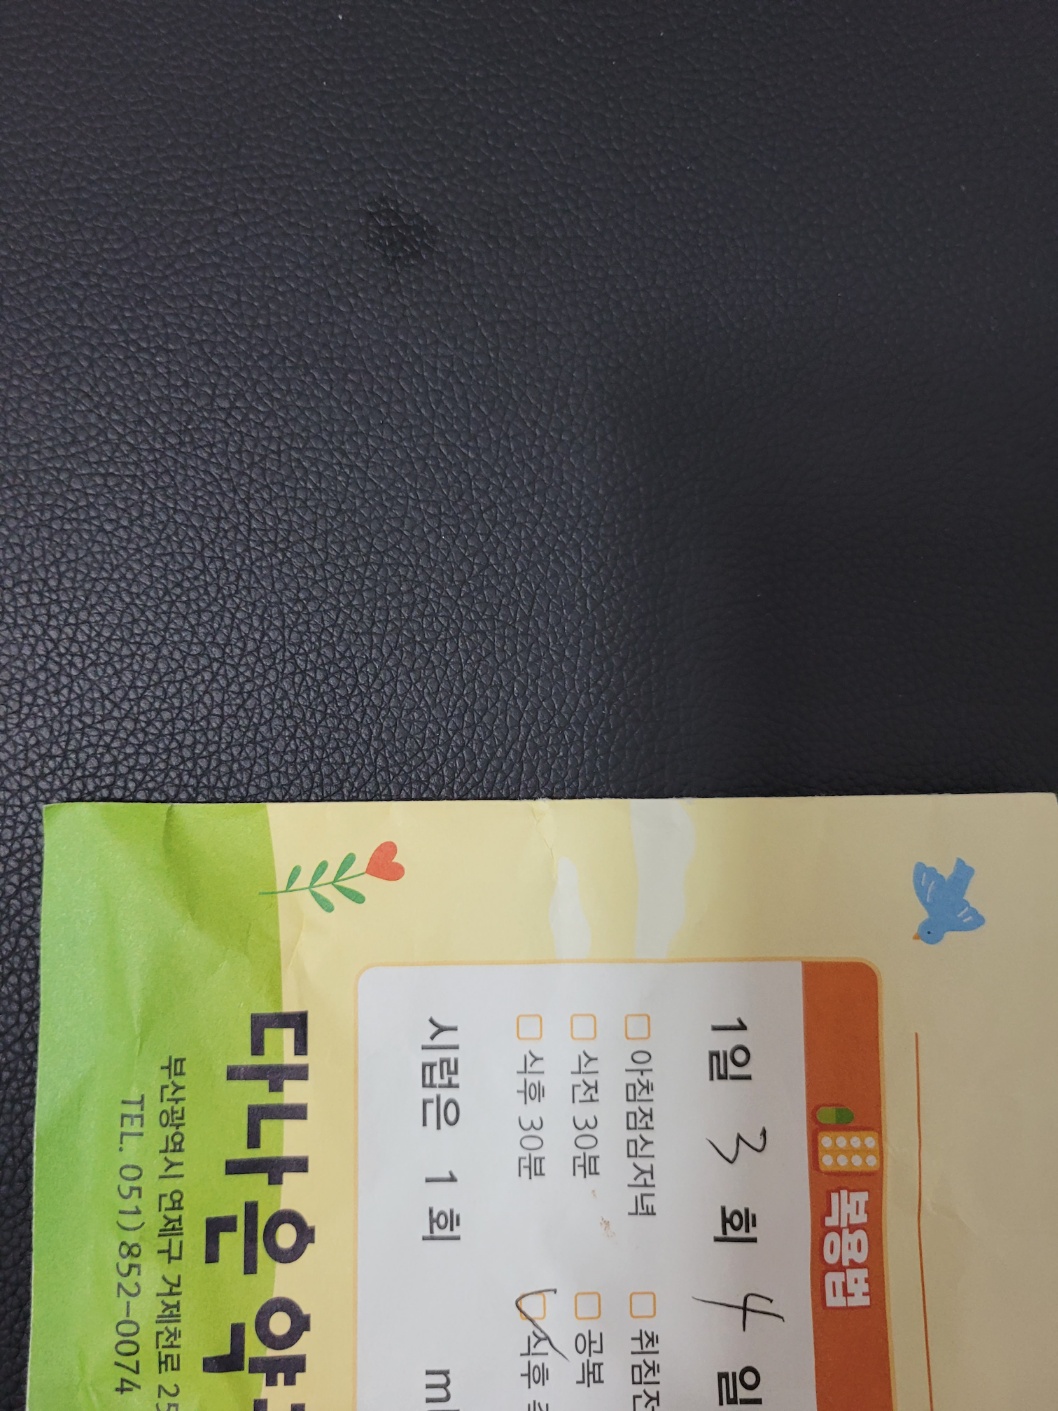 복용법
1일 3 회 4 일
아침점심저녁 취침전
식전 30분 공복
식후 30분 식후
시럽은 1 회 ml
다나은
부산광역시 연제구 거제천로
TEL. 051) 852-0074